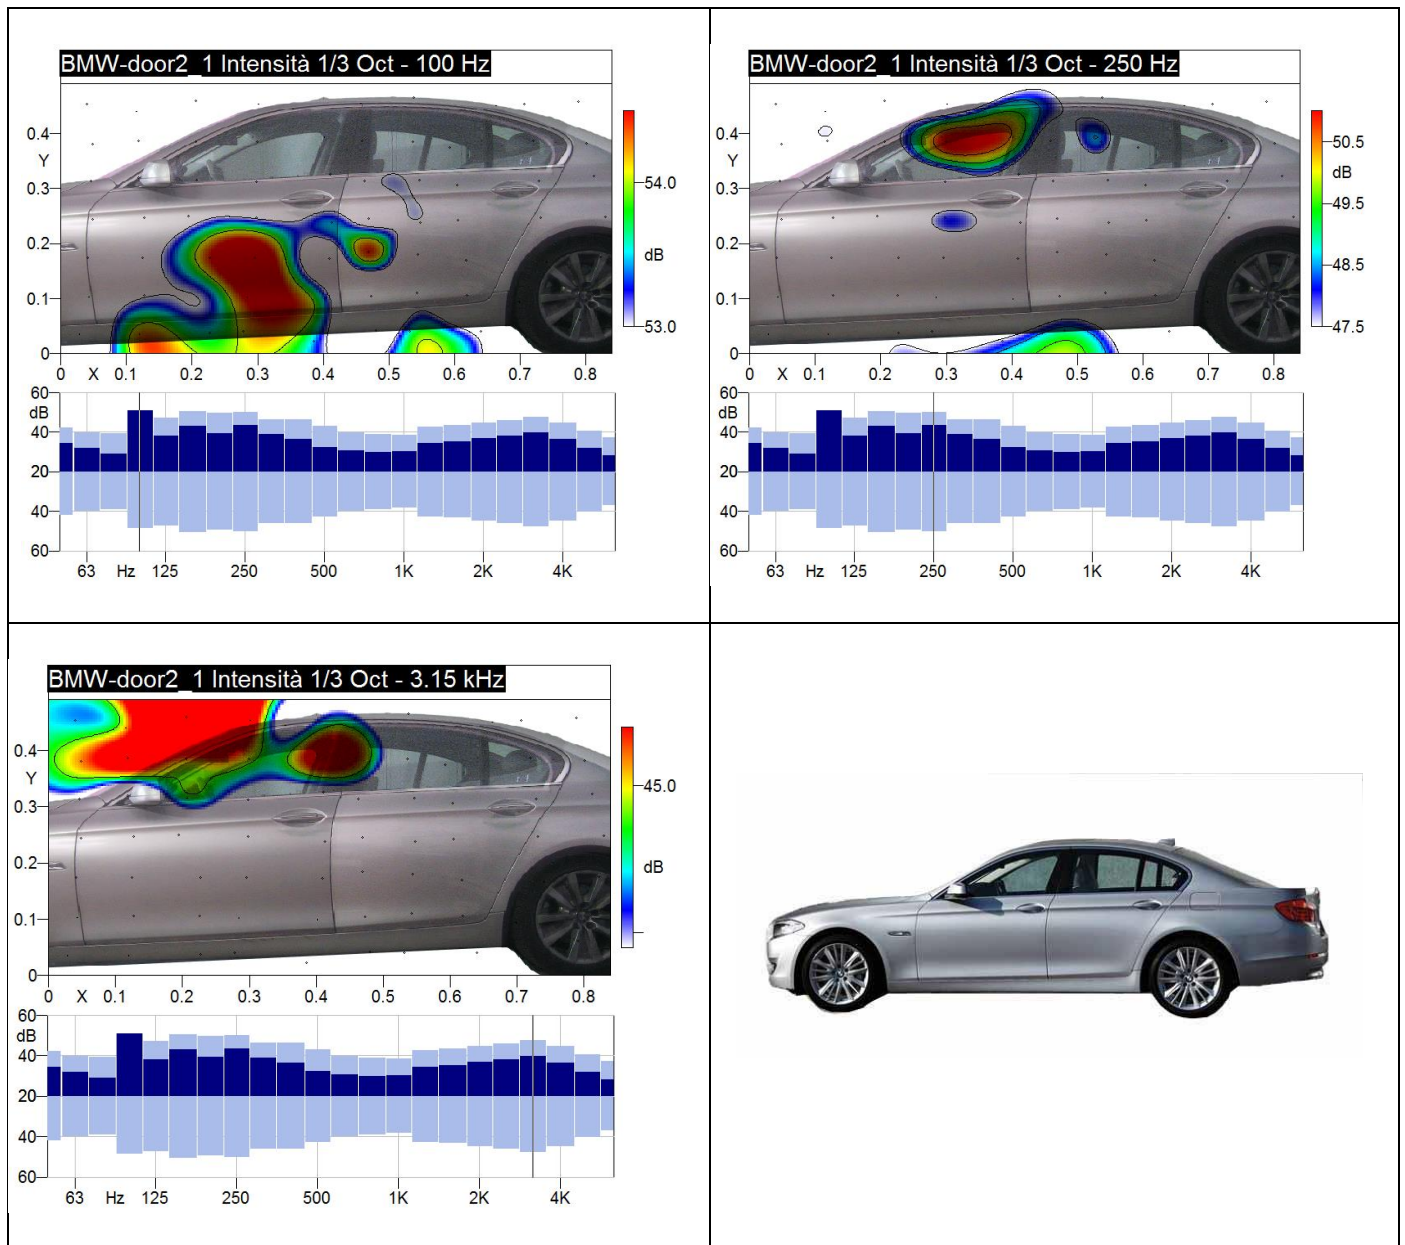 BMW-door2_1 Intensità 1/3 Oct - 100 Hz
0.4
Y
0.3
0.2
0.1
0
54.0
dB
53.0
0 X 0.1 0.2 0.3 0.4 0.5 0.6 0.7 0.8
60
dB
40
20
40
60
63 Hz 125 250 500 1K 2K 4K
BMW-door2_1 Intensità 1/3 Oct - 250 Hz
0.4
Y
0.3
0.2
0.1
0
50.5
dB
49.5
48.5
47.5
0 X 0.1 0.2 0.3 0.4 0.5 0.6 0.7 0.8
60
dB
40
20
40
60
63 Hz 125 250 500 1K 2K 4K
BMW-door2_1 Intensità 1/3 Oct - 3.15 kHz
0.4
Y
0.3
0.2
0.1
0
45.0
dB
0 X 0.1 0.2 0.3 0.4 0.5 0.6 0.7 0.8
60
dB
40
20
40
60
63 Hz 125 250 500 1K 2K 4K